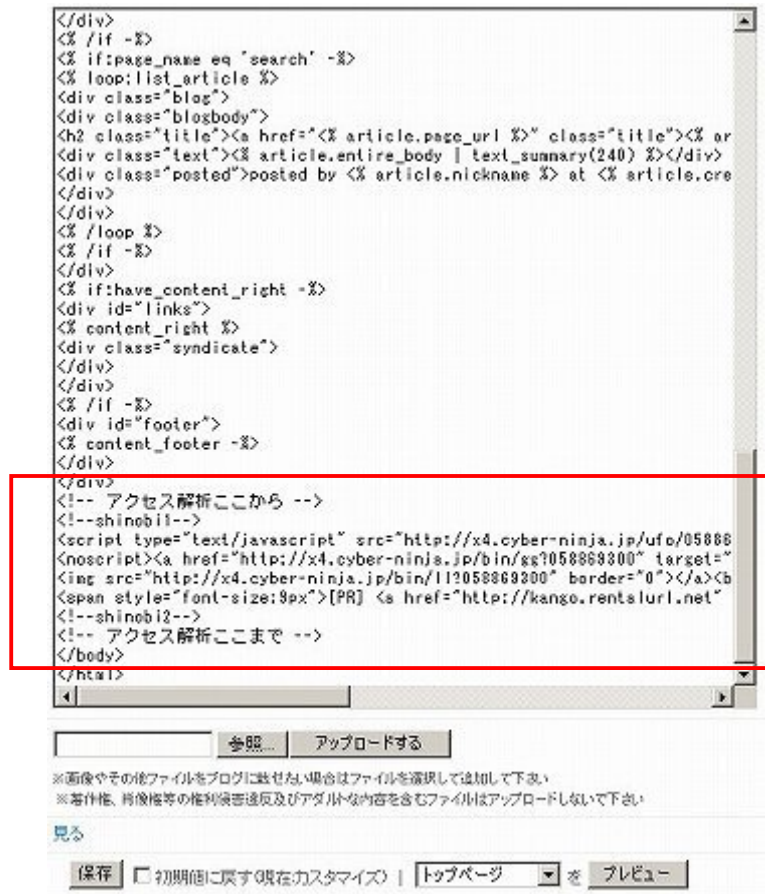 </div>
<% /if -%>
<% if:page_name eq 'search' -%>
<% loop:list_article %>
<div class="blog">
<div class="blogbody">
<h2 class="title"><a href="<% article.page_url %>" class="title"><% ar
<div class="text"><% article.entire_body | text_summary(240) %></div>
<div class="posted">posted by <% article.nickname %> at <% article.cre
</div>
</div>
<% /loop %>
<% /if -%>
</div>
<% if:have_content_right -%>
<div id="links">
<% content_right %>
<div class="syndicate">
</div>
</div>
<% /if -%>
<div id="footer">
<% content_footer -%>
</div>
</div>
<!-- アクセス解析ここから -->
<!--shinobi1-->
<script type="text/javascript" src="http://x4.cyber-ninja.jp/ufo/05886
<noscript><a href="http://x4.cyber-ninja.jp/bin/gg?058869300" target="
<img src="http://x4.cyber-ninja.jp/bin/ll?058869300" border="0"></a><b
<span style="font-size:9px">[PR] <a href="http://kango.rentalurl.net"
<!--shinobi2-->
<!-- アクセス解析ここまで -->
</body>
</html>
参照... アップロードする
※画像やその他ファイルをブログに載せたい場合はファイルを選択して追加して下さい
※著作権、肖像権等の権利侵害違反及びアダルトな内容を含むファイルはアップロードしないで下さい
見る
保存 初期値に戻す(現在:カスタマイズ) | トップページ を プレビュー